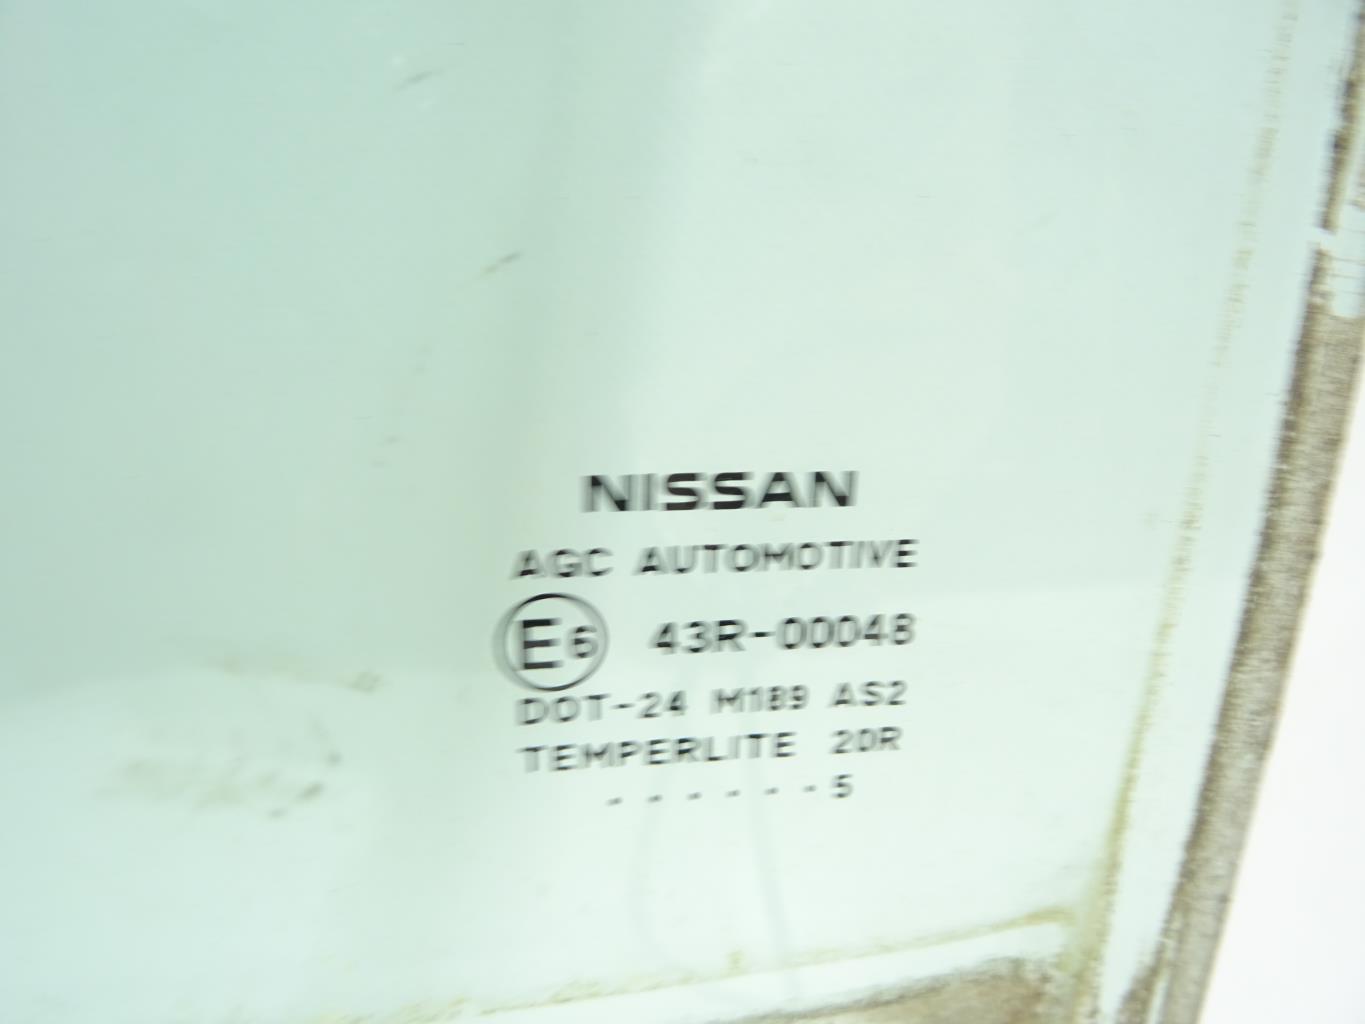 NISSAN
AGC AUTOMOTIVE
E6 43R-00048
DOT-24 M189 AS2
TEMPERLITE 20R
- - - - - - 5